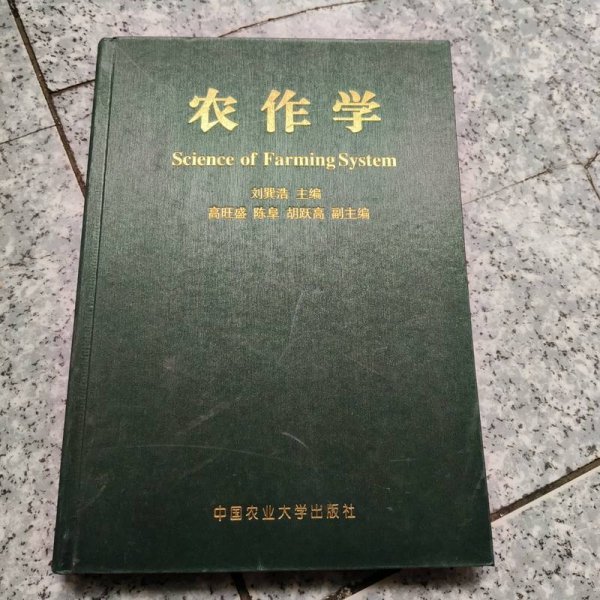 农作学
Science of Farming System
刘巽浩 主编
高旺盛 陈阜 胡跃高 副主编
中国农业大学出版社